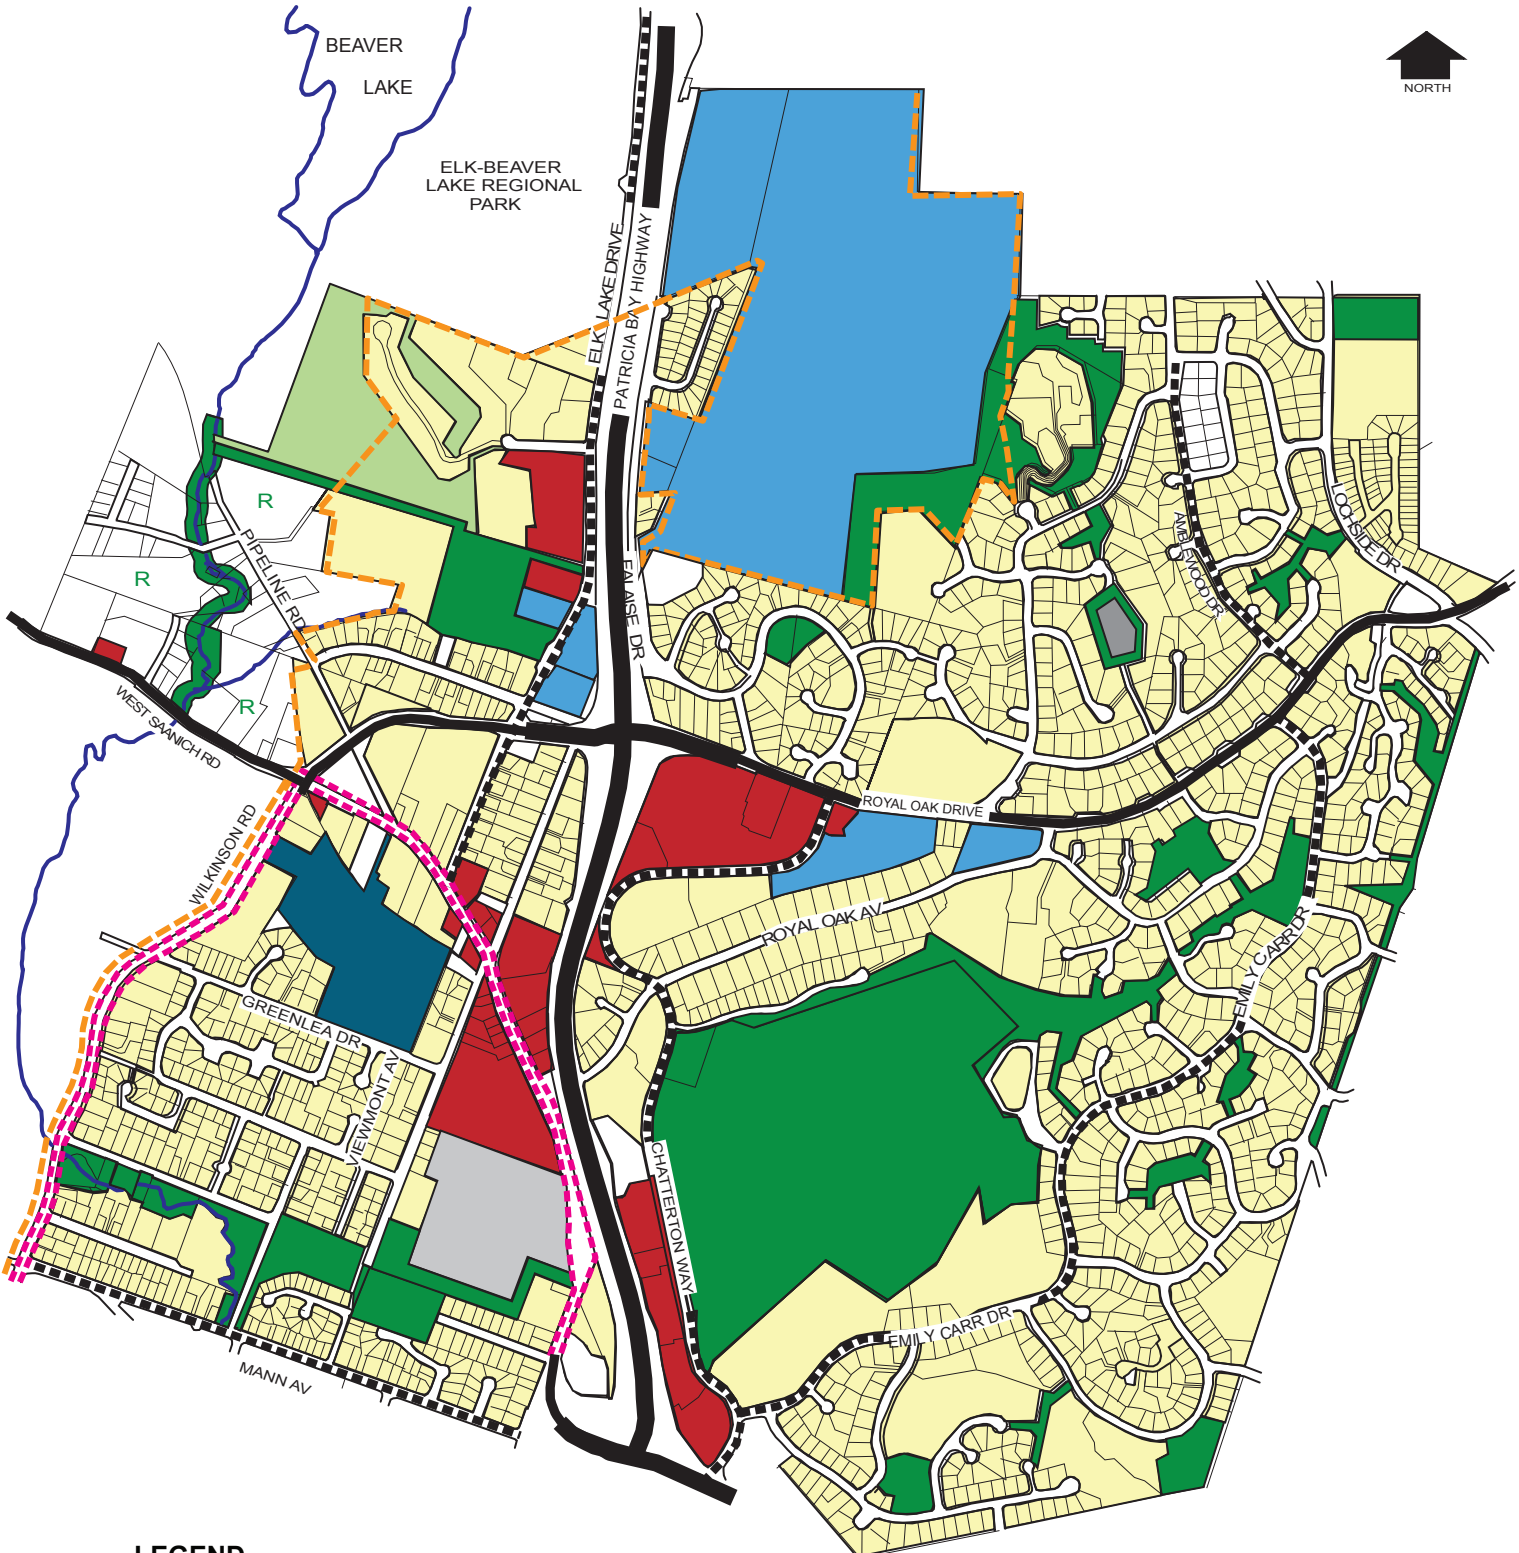 BEAVER
LAKE
NORTH
ELK-BEAVER
LAKE REGIONAL
PARK
ELK LAKE DRIVE
PATRICIA BAY HIGHWAY
R
PIPELINE RD
R
R
LOCHSIDE DR
AMBLEWOOD DR
FALAISE DR
WEST SAANICH RD
WILKINSON RD
ROYAL OAK DRIVE
ROYAL OAK AV
EMILY CARR DR
GREENLEA DR
VIEWMONT AV
CHATTERTON WAY
EMILY CARR DR
MANN AV
LEGEND